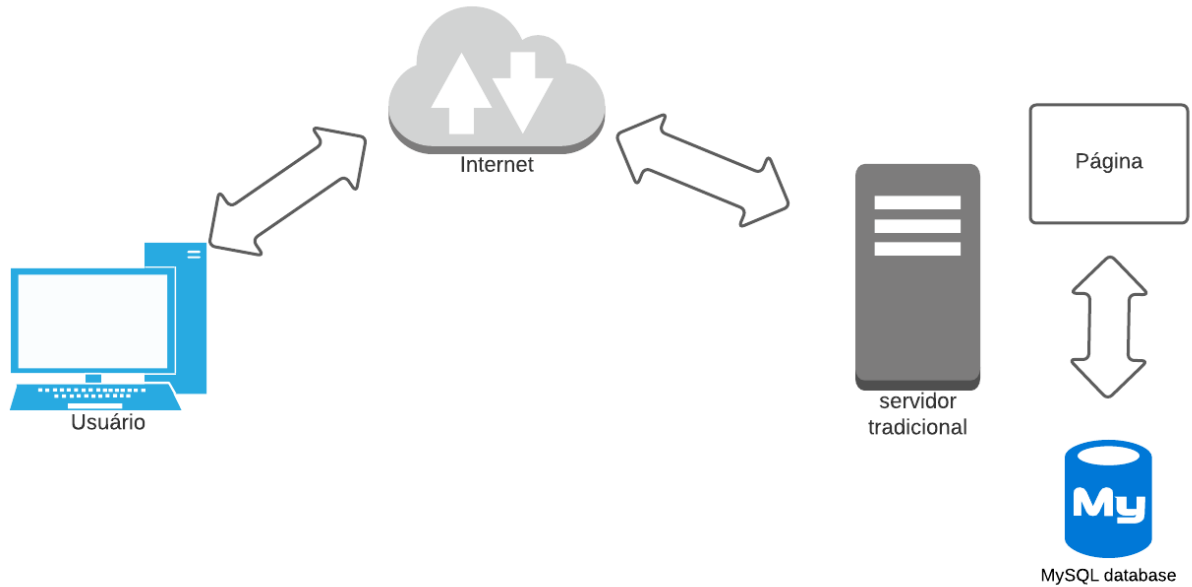 Internet
Página
Usuário
servidor
tradicional
My
MySQL database